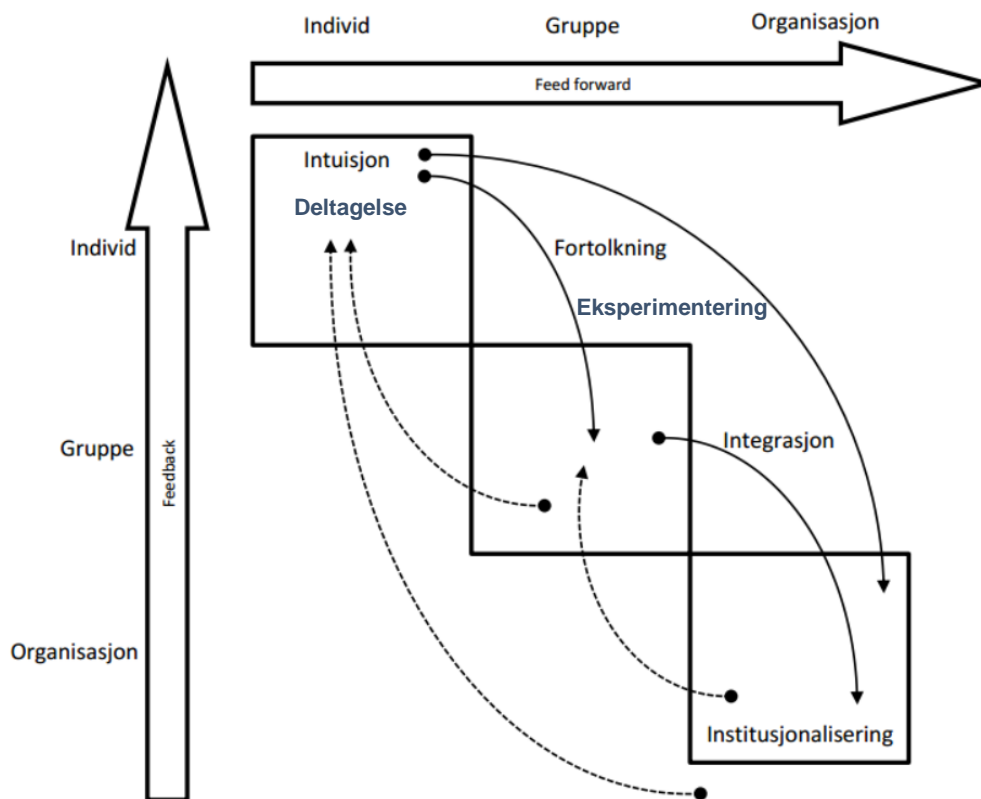 Individ
Gruppe
Organisasjon
Feed forward
Intuisjon
Deltagelse
Individ
Fortolkning
Eksperimentering
Gruppe
Integrasjon
Feedback
Organisasjon
Institusjonalisering